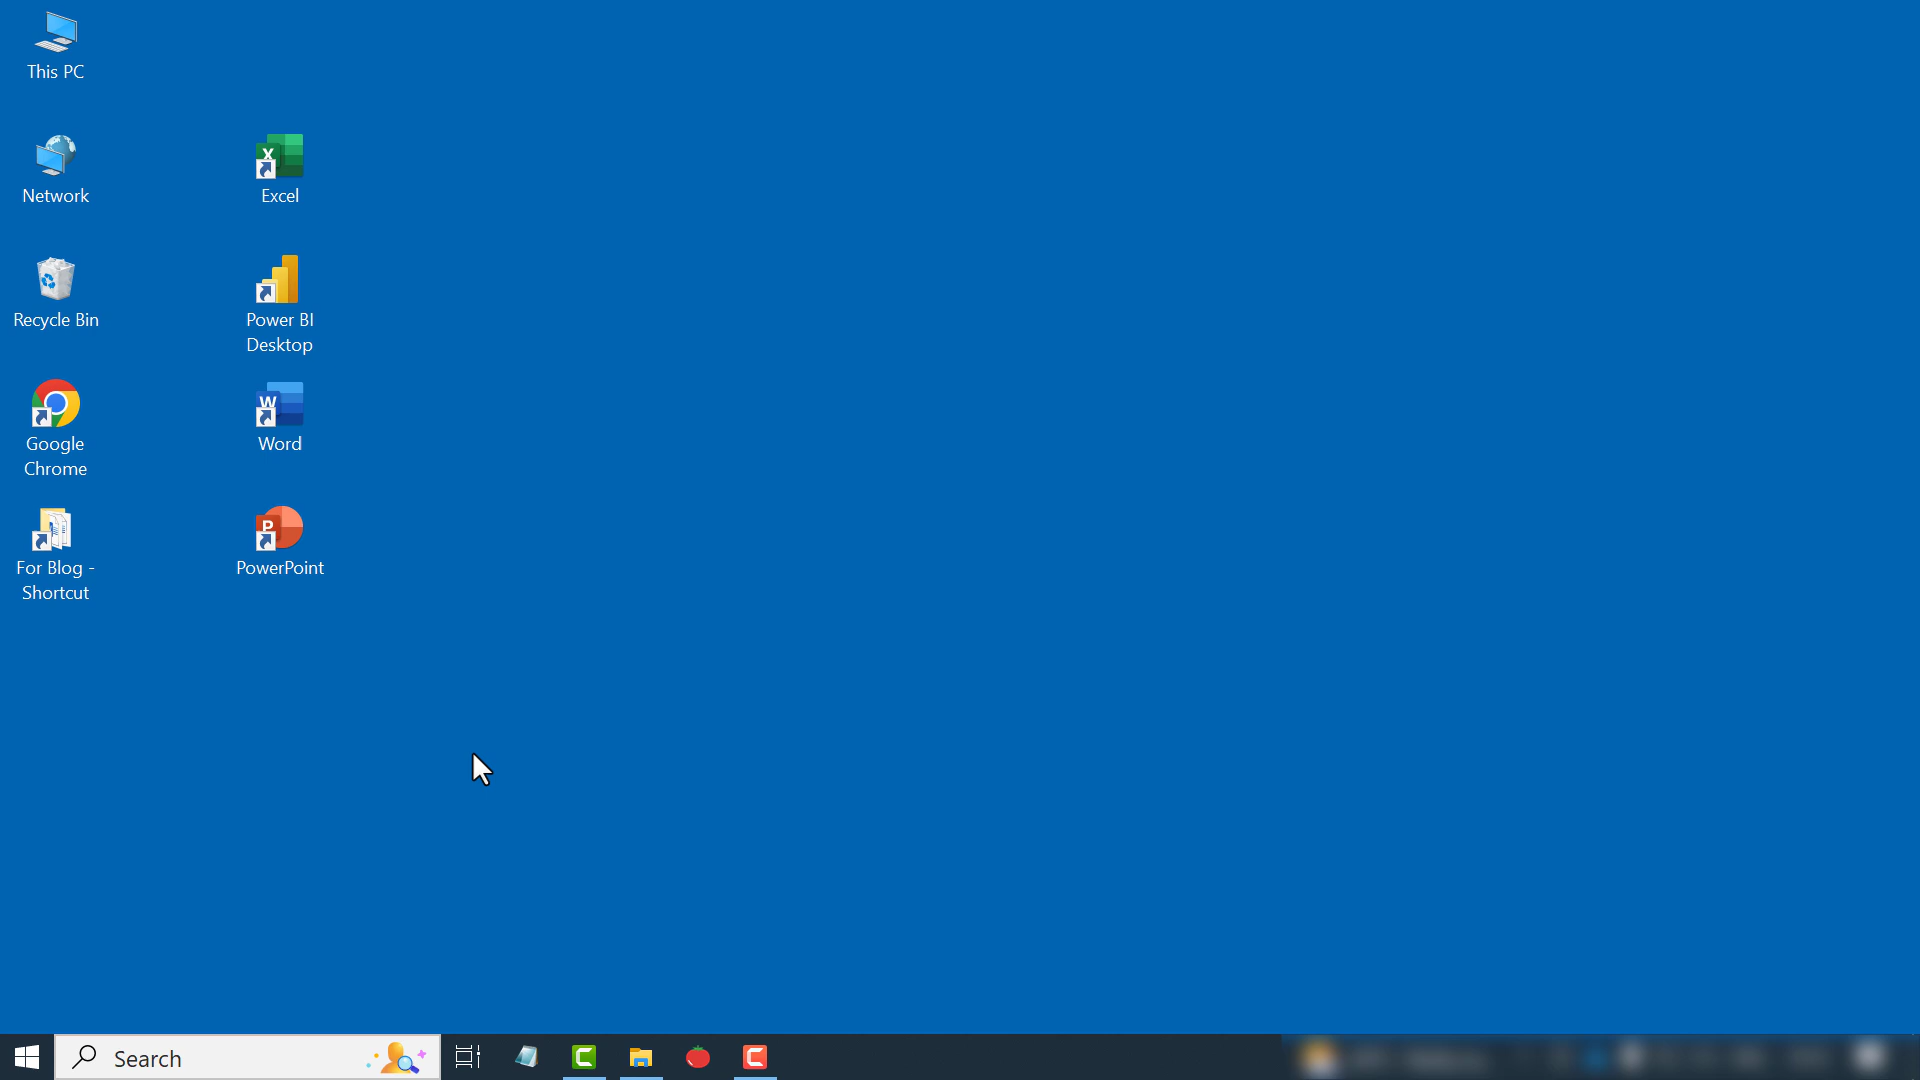 This PC
Network
Excel
Recycle Bin
Power BI
Desktop
Google
Chrome
Word
For Blog -
Shortcut
PowerPoint
Search